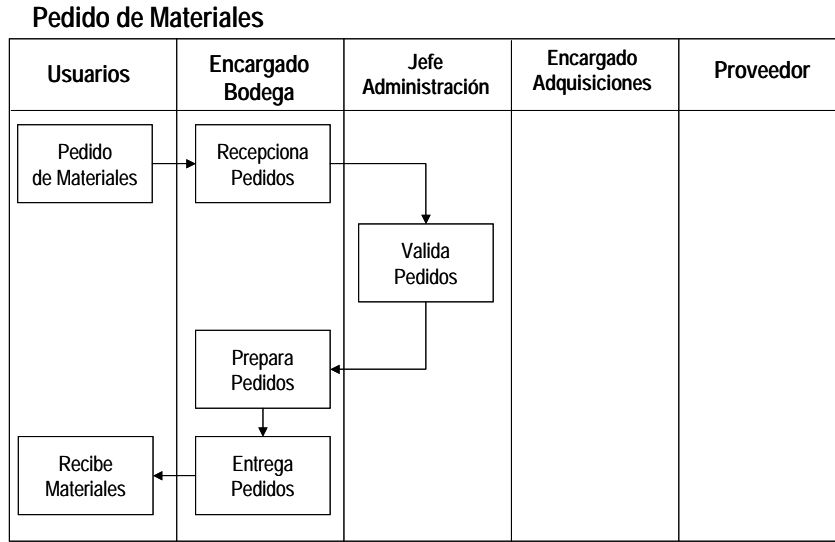 Pedido de Materiales
Usuarios
Encargado
Bodega
Jefe
Administración
Encargado
Adquisiciones
Proveedor
Pedido
de Materiales
Recepciona
Pedidos
Valida
Pedidos
Prepara
Pedidos
Recibe
Materiales
Entrega
Pedidos